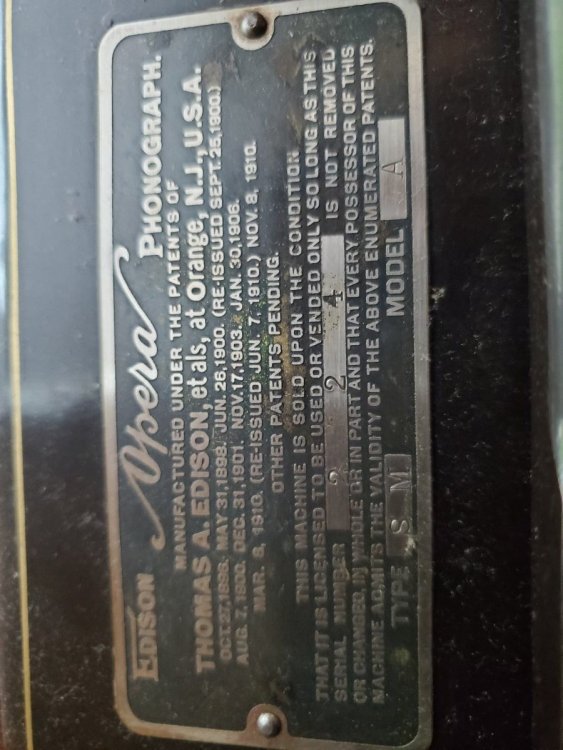 EDISON Opera PHONOGRAPH.
MANUFACTURED UNDER THE PATENTS OF
THOMAS A. EDISON, et als, at Orange, N.J., U.S.A.
OCT. 27, 1898. MAY 31, 1898. JUN. 26, 1900. (RE-ISSUED SEPT. 25, 1900.)
AUG. 7, 1900. DEC. 31, 1901. NOV. 17, 1903. JAN. 30, 1906.
MAR. 8, 1910. (RE-ISSUED JUN. 7, 1910.) NOV. 8, 1910.
OTHER PATENTS PENDING.
THIS MACHINE IS SOLD UPON THE CONDITION
THAT IT IS LICENSED TO BE USED OR VENDED ONLY SO LONG AS THIS
SERIAL NUMBER 2 2 4 IS NOT REMOVED
OR CHANGED, IN WHOLE OR IN PART AND THAT EVERY POSSESSOR OF THIS
MACHINE ADMITS THE VALIDITY OF THE ABOVE ENUMERATED PATENTS.
TYPE S M MODEL A